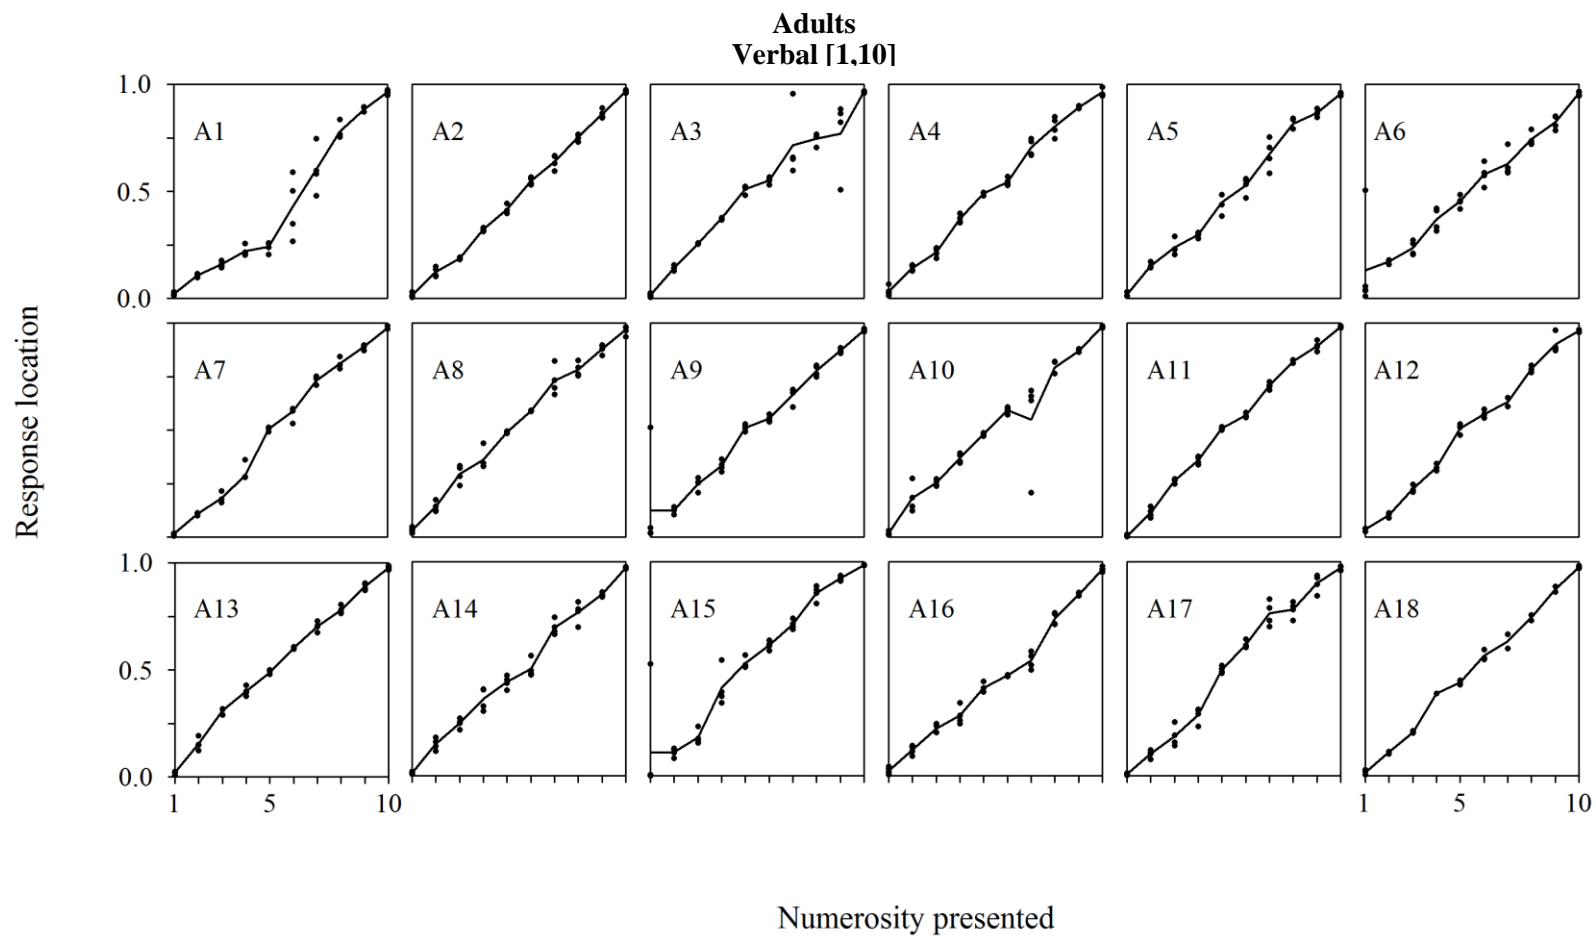 Adults
Verbal [1,10]
1.0
A1 A2 A3 A4 A5 A6
0.5
0.0
A7 A8 A9 A10 A11 A12
Response location
1.0
A13 A14 A15 A16 A17 A18
0.5
0.0
1 5 10 1 5 10
Numerosity presented